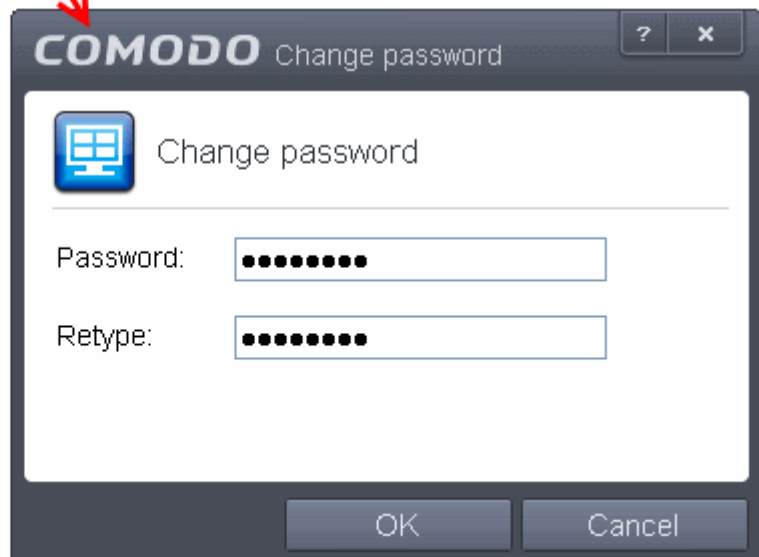 COMODO Change password ? x
Change password
Password: ●●●●●●●●
Retype: ●●●●●●●●
OK Cancel